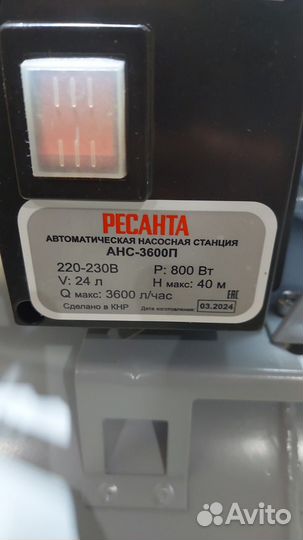 РЕСАНТА
АВТОМАТИЧЕСКАЯ НАСОСНАЯ СТАНЦИЯ
АНС-3600П
220-230В P: 800 Вт
V: 24 л H макс: 40 м
Q макс: 3600 л/час
Сделано в КНР Дата изготовления: 03.2024
EAC
Avito